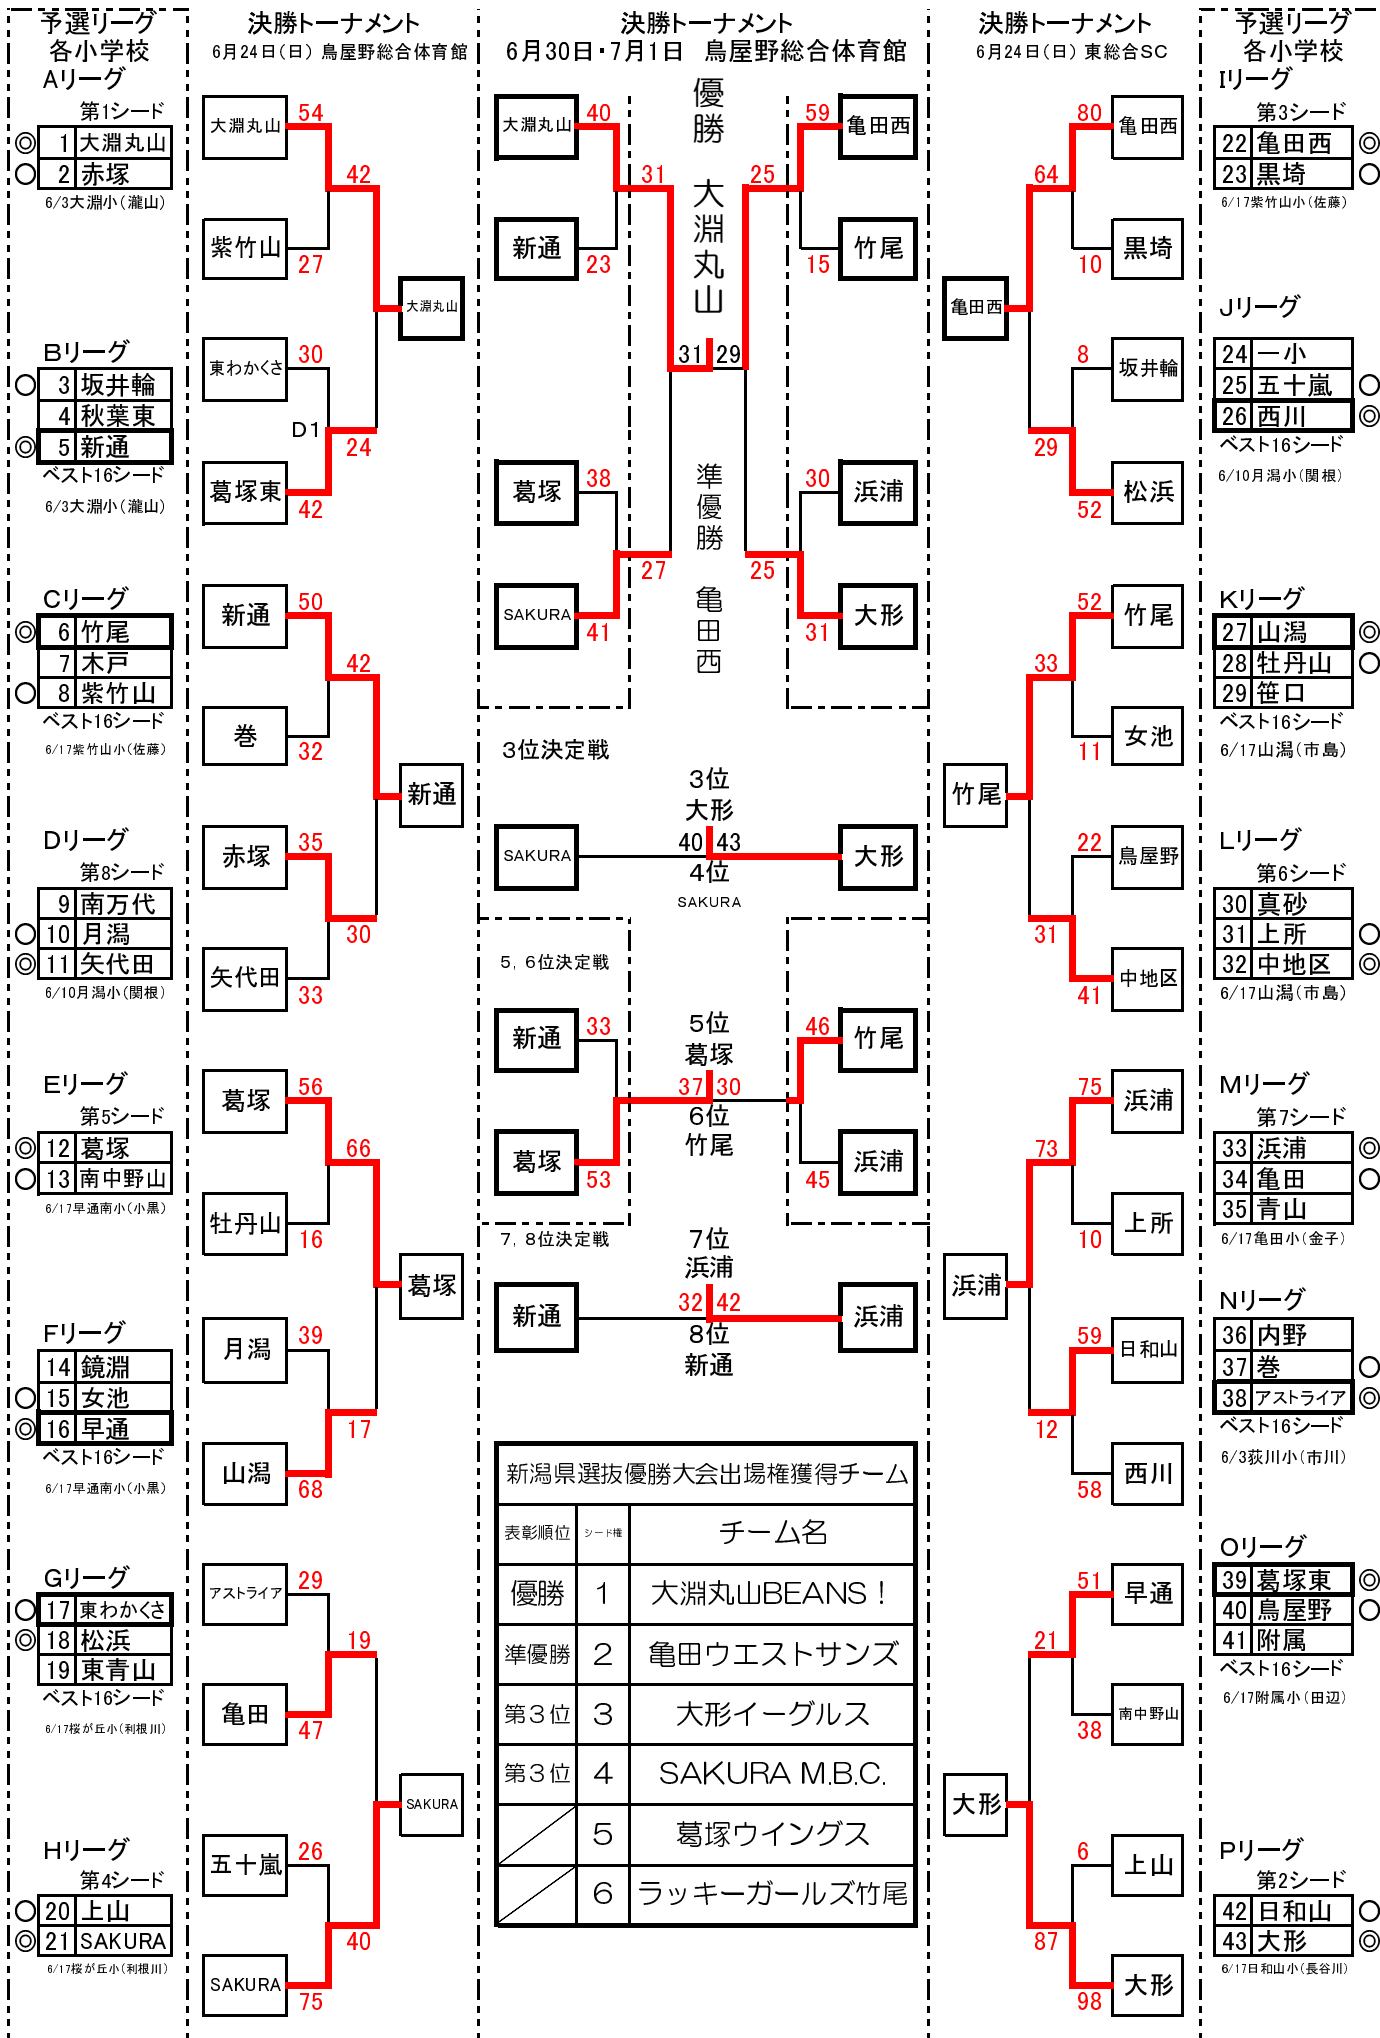 予選リーグ
各小学校
Aリーグ
第1シード
◎ 1 大淵丸山
○ 2 赤塚
6/3大淵小(瀧山)
Bリーグ
○ 3 坂井輪
4 秋葉東
◎ 5 新通
ベスト16シード
6/3大淵小(瀧山)
Cリーグ
◎ 6 竹尾
7 木戸
○ 8 紫竹山
ベスト16シード
6/17紫竹山小(佐藤)
Dリーグ
第8シード
9 南万代
○ 10 月潟
◎ 11 矢代田
6/10月潟小(関根)
Eリーグ
第5シード
◎ 12 葛塚
○ 13 南中野山
6/17早通南小(小黒)
Fリーグ
14 鏡淵
○ 15 女池
◎ 16 早通
ベスト16シード
6/17早通南小(小黒)
Gリーグ
○ 17 東わかくさ
◎ 18 松浜
19 東青山
ベスト16シード
6/17桜が丘小(利根川)
Hリーグ
第4シード
○ 20 上山
◎ 21 SAKURA
6/17桜が丘小(利根川)
決勝トーナメント
6月24日(日) 鳥屋野総合体育館
大淵丸山 54
42
紫竹山 27
大淵丸山
東わかくさ 30
D1 24
葛塚東 42
新通 50
42
巻 32
新通
赤塚 35
30
矢代田 33
葛塚 56
66
牡丹山 16
葛塚
月潟 39
17
山潟 68
アストライア 29
19
亀田 47
SAKURA
五十嵐 26
40
SAKURA 75
決勝トーナメント
6月30日・7月1日 鳥屋野総合体育館
優勝 大淵丸山
大淵丸山 40
59 亀田西
31
25
新通 23
15 竹尾
31 29
準優勝 亀田西
葛塚 38
30 浜浦
27
25
SAKURA 41
31 大形
3位決定戦
3位
大形
SAKURA 40 43 大形
4位
SAKURA
5,6位決定戦
新通 33
46 竹尾
5位
葛塚
37 30
6位
竹尾
葛塚 53
45 浜浦
7,8位決定戦
7位
浜浦
新通 32 42 浜浦
8位
新通
新潟県選抜優勝大会出場権獲得チーム
表彰順位 シード権 チーム名
優勝 1 大淵丸山BEANS!
準優勝 2 亀田ウエストサンズ
第3位 3 大形イーグルス
第3位 4 SAKURA M.B.C.
5 葛塚ウイングス
6 ラッキーガールズ竹尾
決勝トーナメント
6月24日(日) 東総合SC
80 亀田西
64
10 黒埼
亀田西
8 坂井輪
29
52 松浜
52 竹尾
33
11 女池
竹尾
22 鳥屋野
31
41 中地区
75 浜浦
73
10 上所
浜浦
59 日和山
12
58 西川
51 早通
21
38 南中野山
大形
6 上山
87
98 大形
予選リーグ
各小学校
Iリーグ
第3シード
22 亀田西 ◎
23 黒埼 ○
6/17紫竹山小(佐藤)
Jリーグ
24 一小
25 五十嵐 ○
26 西川 ◎
ベスト16シード
6/10月潟小(関根)
Kリーグ
27 山潟 ◎
28 牡丹山 ○
29 笹口
ベスト16シード
6/17山潟(市島)
Lリーグ
第6シード
30 真砂
31 上所 ○
32 中地区 ◎
6/17山潟(市島)
Mリーグ
第7シード
33 浜浦 ◎
34 亀田 ○
35 青山
6/17亀田小(金子)
Nリーグ
36 内野
37 巻 ○
38 アストライア ◎
ベスト16シード
6/3荻川小(市川)
Oリーグ
39 葛塚東 ◎
40 鳥屋野 ○
41 附属
ベスト16シード
6/17附属小(田辺)
Pリーグ
第2シード
42 日和山 ○
43 大形 ◎
6/17日和山小(長谷川)